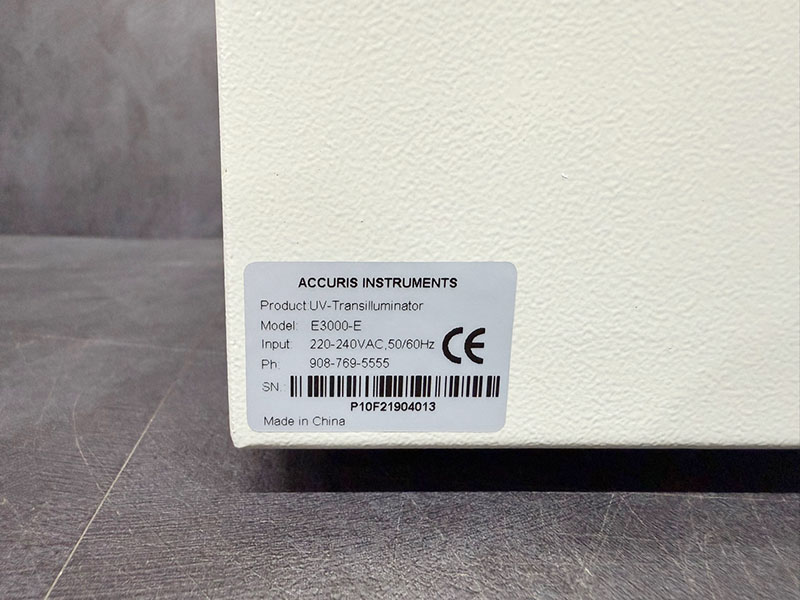 ACCURIS INSTRUMENTS
Product UV-Transilluminator
Model: E3000-E
Input: 220-240VAC,50/60Hz
CE
Ph: 908-769-5555
SN:
P10F21904013
Made in China